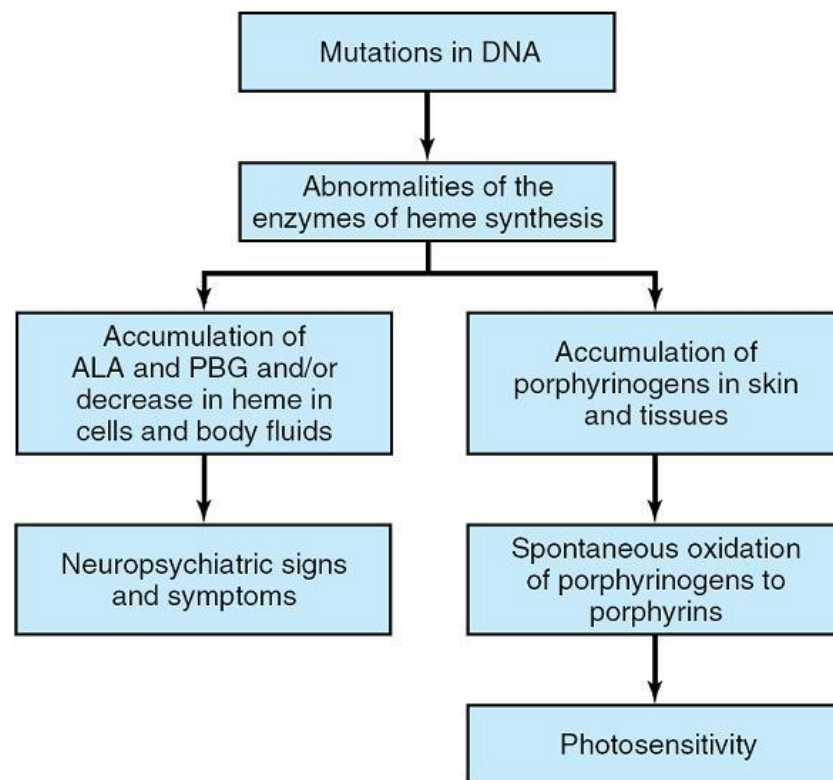 Mutations in DNA
Abnormalities of the
enzymes of heme synthesis
Accumulation of
ALA and PBG and/or
decrease in heme in
cells and body fluids
Accumulation of
porphyrinogens in skin
and tissues
Neuropsychiatric signs
and symptoms
Spontaneous oxidation
of porphyrinogens to
porphyrins
Photosensitivity